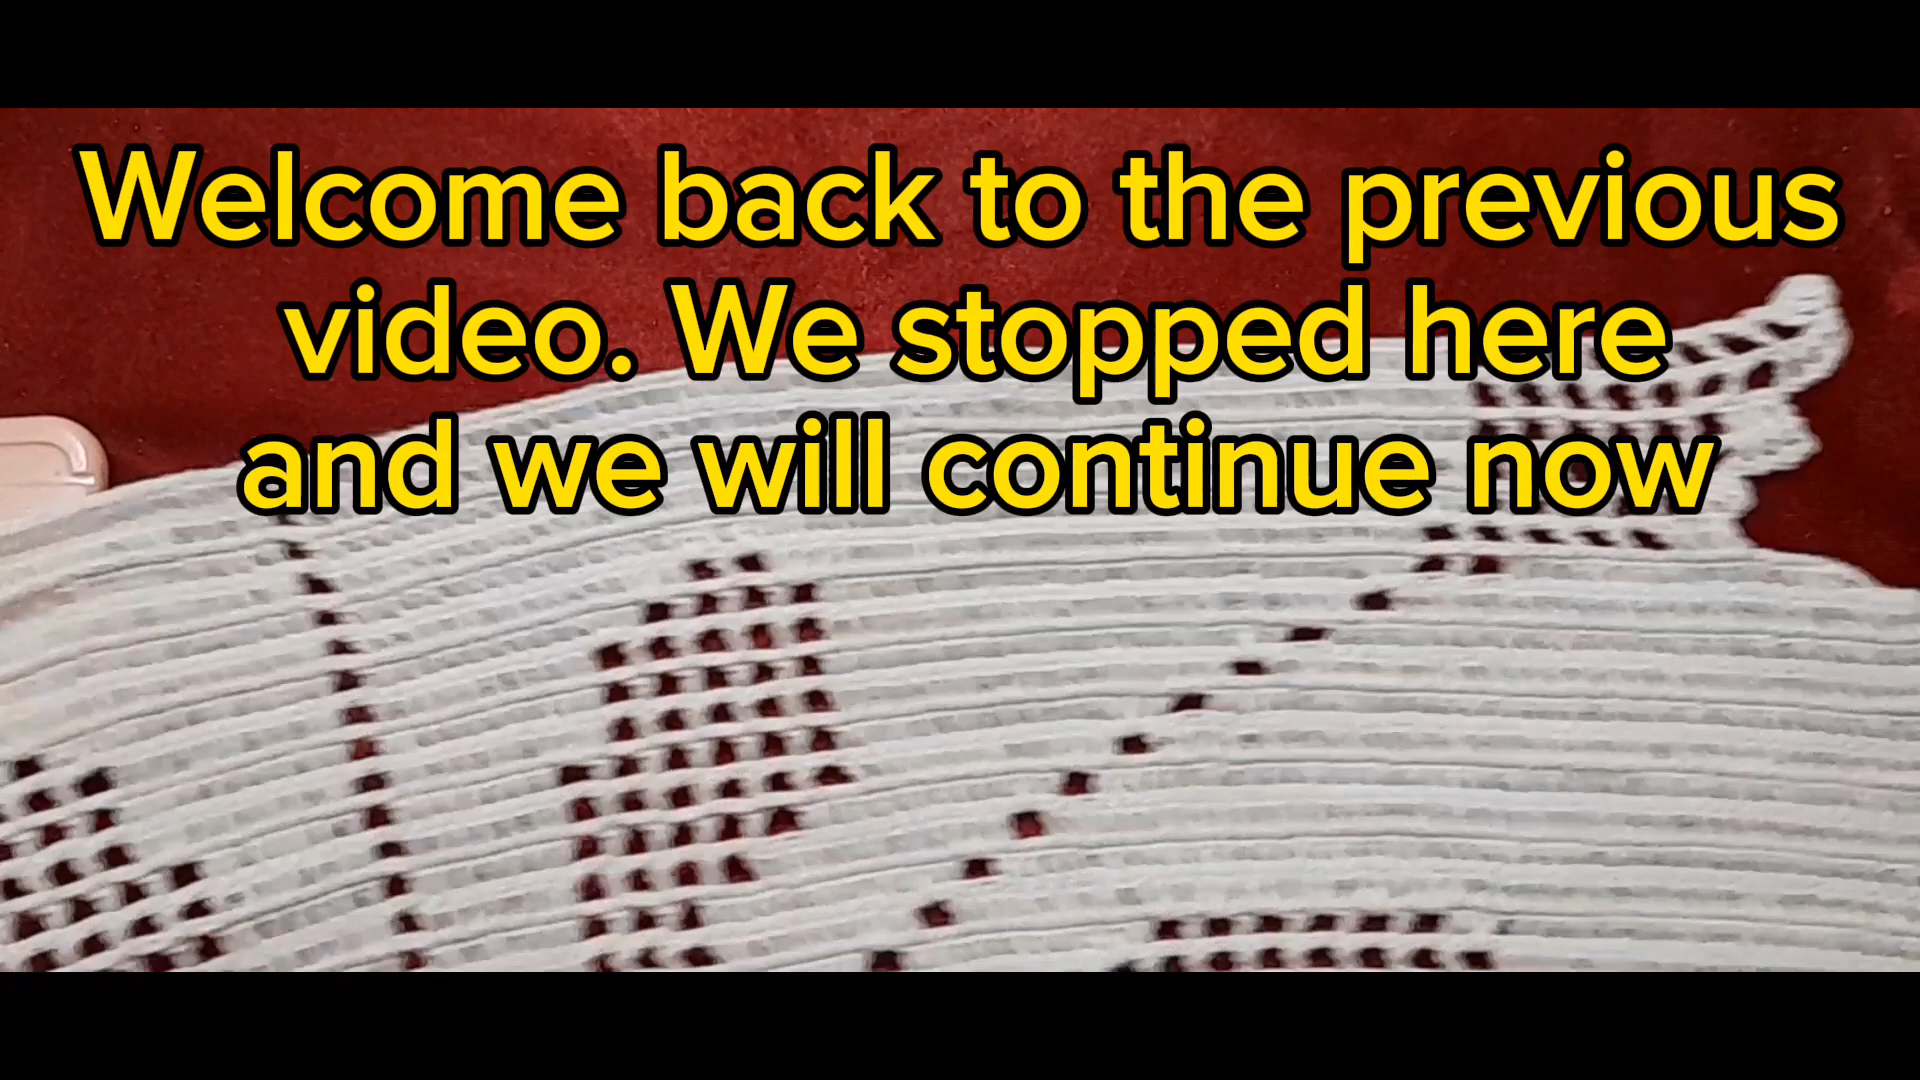 Welcome back to the previous
video. We stopped here
and we will continue now